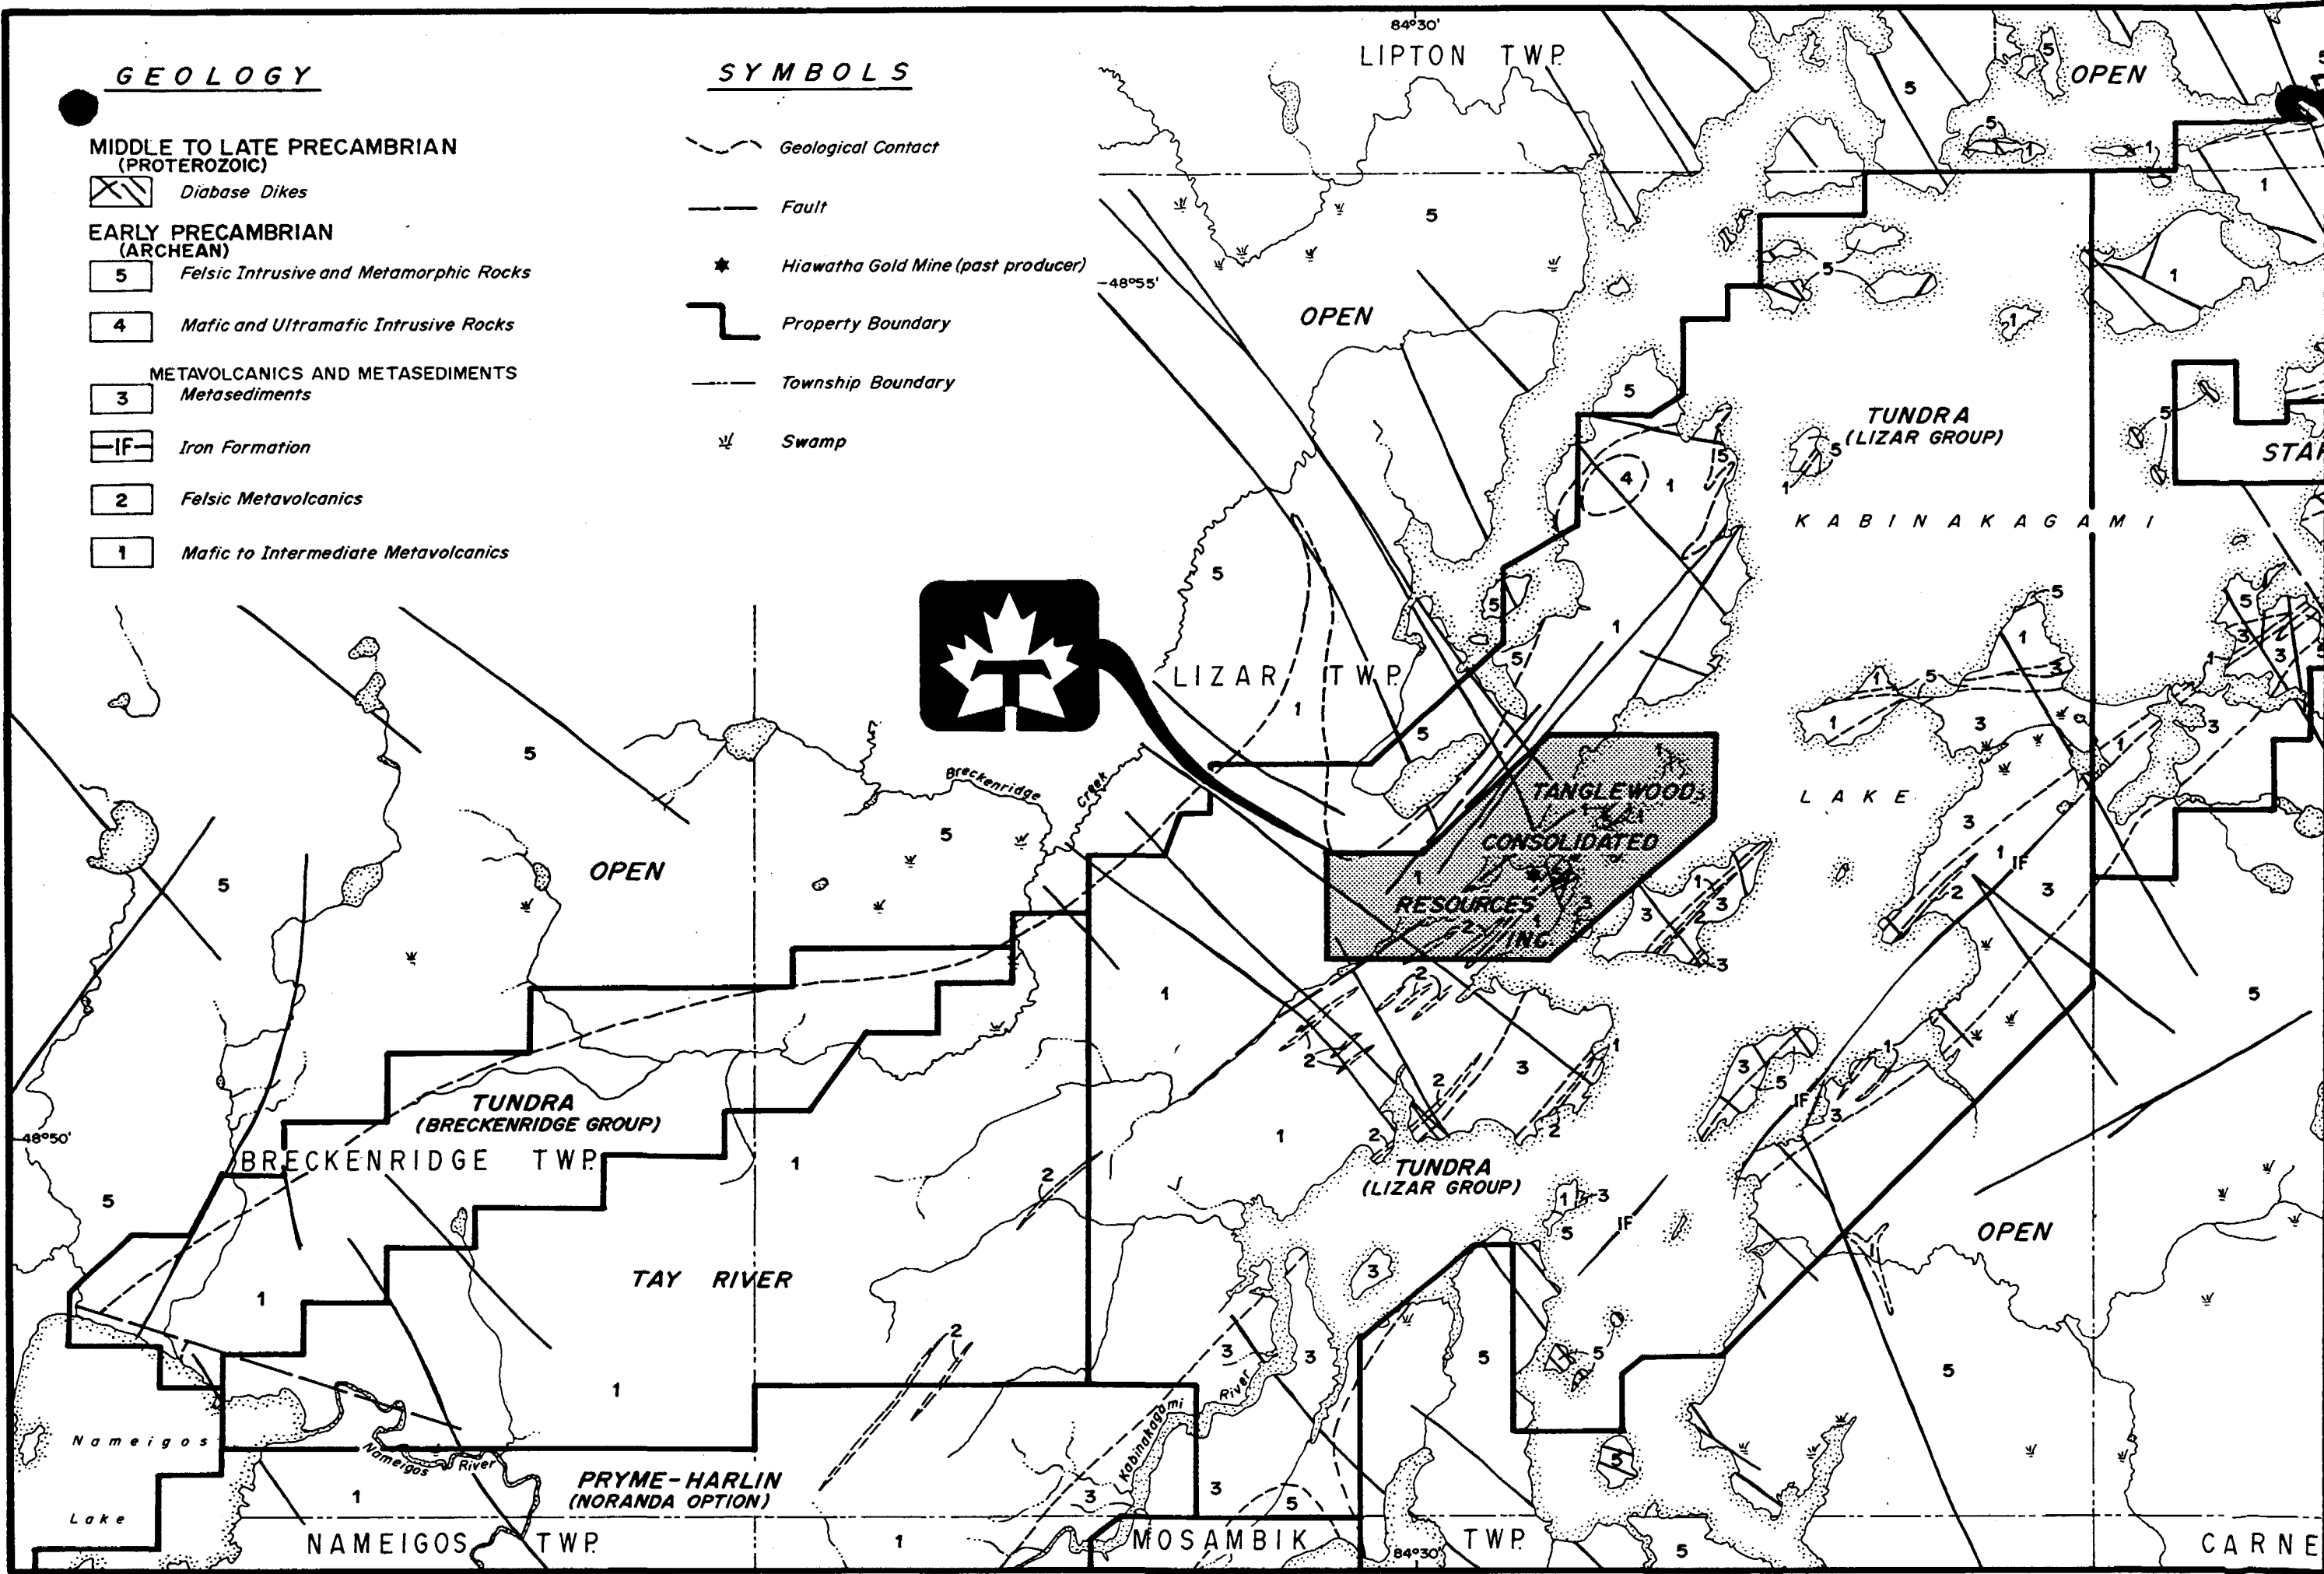 GEOLOGY
MIDDLE TO LATE PRECAMBRIAN
(PROTEROZOIC)
Diabase Dikes
EARLY PRECAMBRIAN
(ARCHEAN)
5 Felsic Intrusive and Metamorphic Rocks
4 Mafic and Ultramafic Intrusive Rocks
METAVOLCANICS AND METASEDIMENTS
3 Metasediments
IF Iron Formation
2 Felsic Metavolcanics
1 Mafic to Intermediate Metavolcanics
SYMBOLS
Geological Contact
Fault
Hiawatha Gold Mine (past producer)
Property Boundary
Township Boundary
Swamp
84°30'
LIPTON TWP.
OPEN
48°55'
OPEN
TUNDRA
(LIZAR GROUP)
KABINAKAGAMI
LAKE
LIZAR TWP.
T
TANGLEWOOD
CONSOLIDATED
RESOURCES
INC.
Breckenridge
Creek
OPEN
48°50'
TUNDRA
(BRECKENRIDGE GROUP)
BRECKENRIDGE TWP.
TUNDRA
(LIZAR GROUP)
IF
IF
IF
OPEN
TAY RIVER
Kabinakagami
River
Nameigos
Lake
Nameigos
River
PRYME-HARLIN
(NORANDA OPTION)
NAMEIGOS TWP.
MOSAMBIK TWP.
84°30'
CARNE